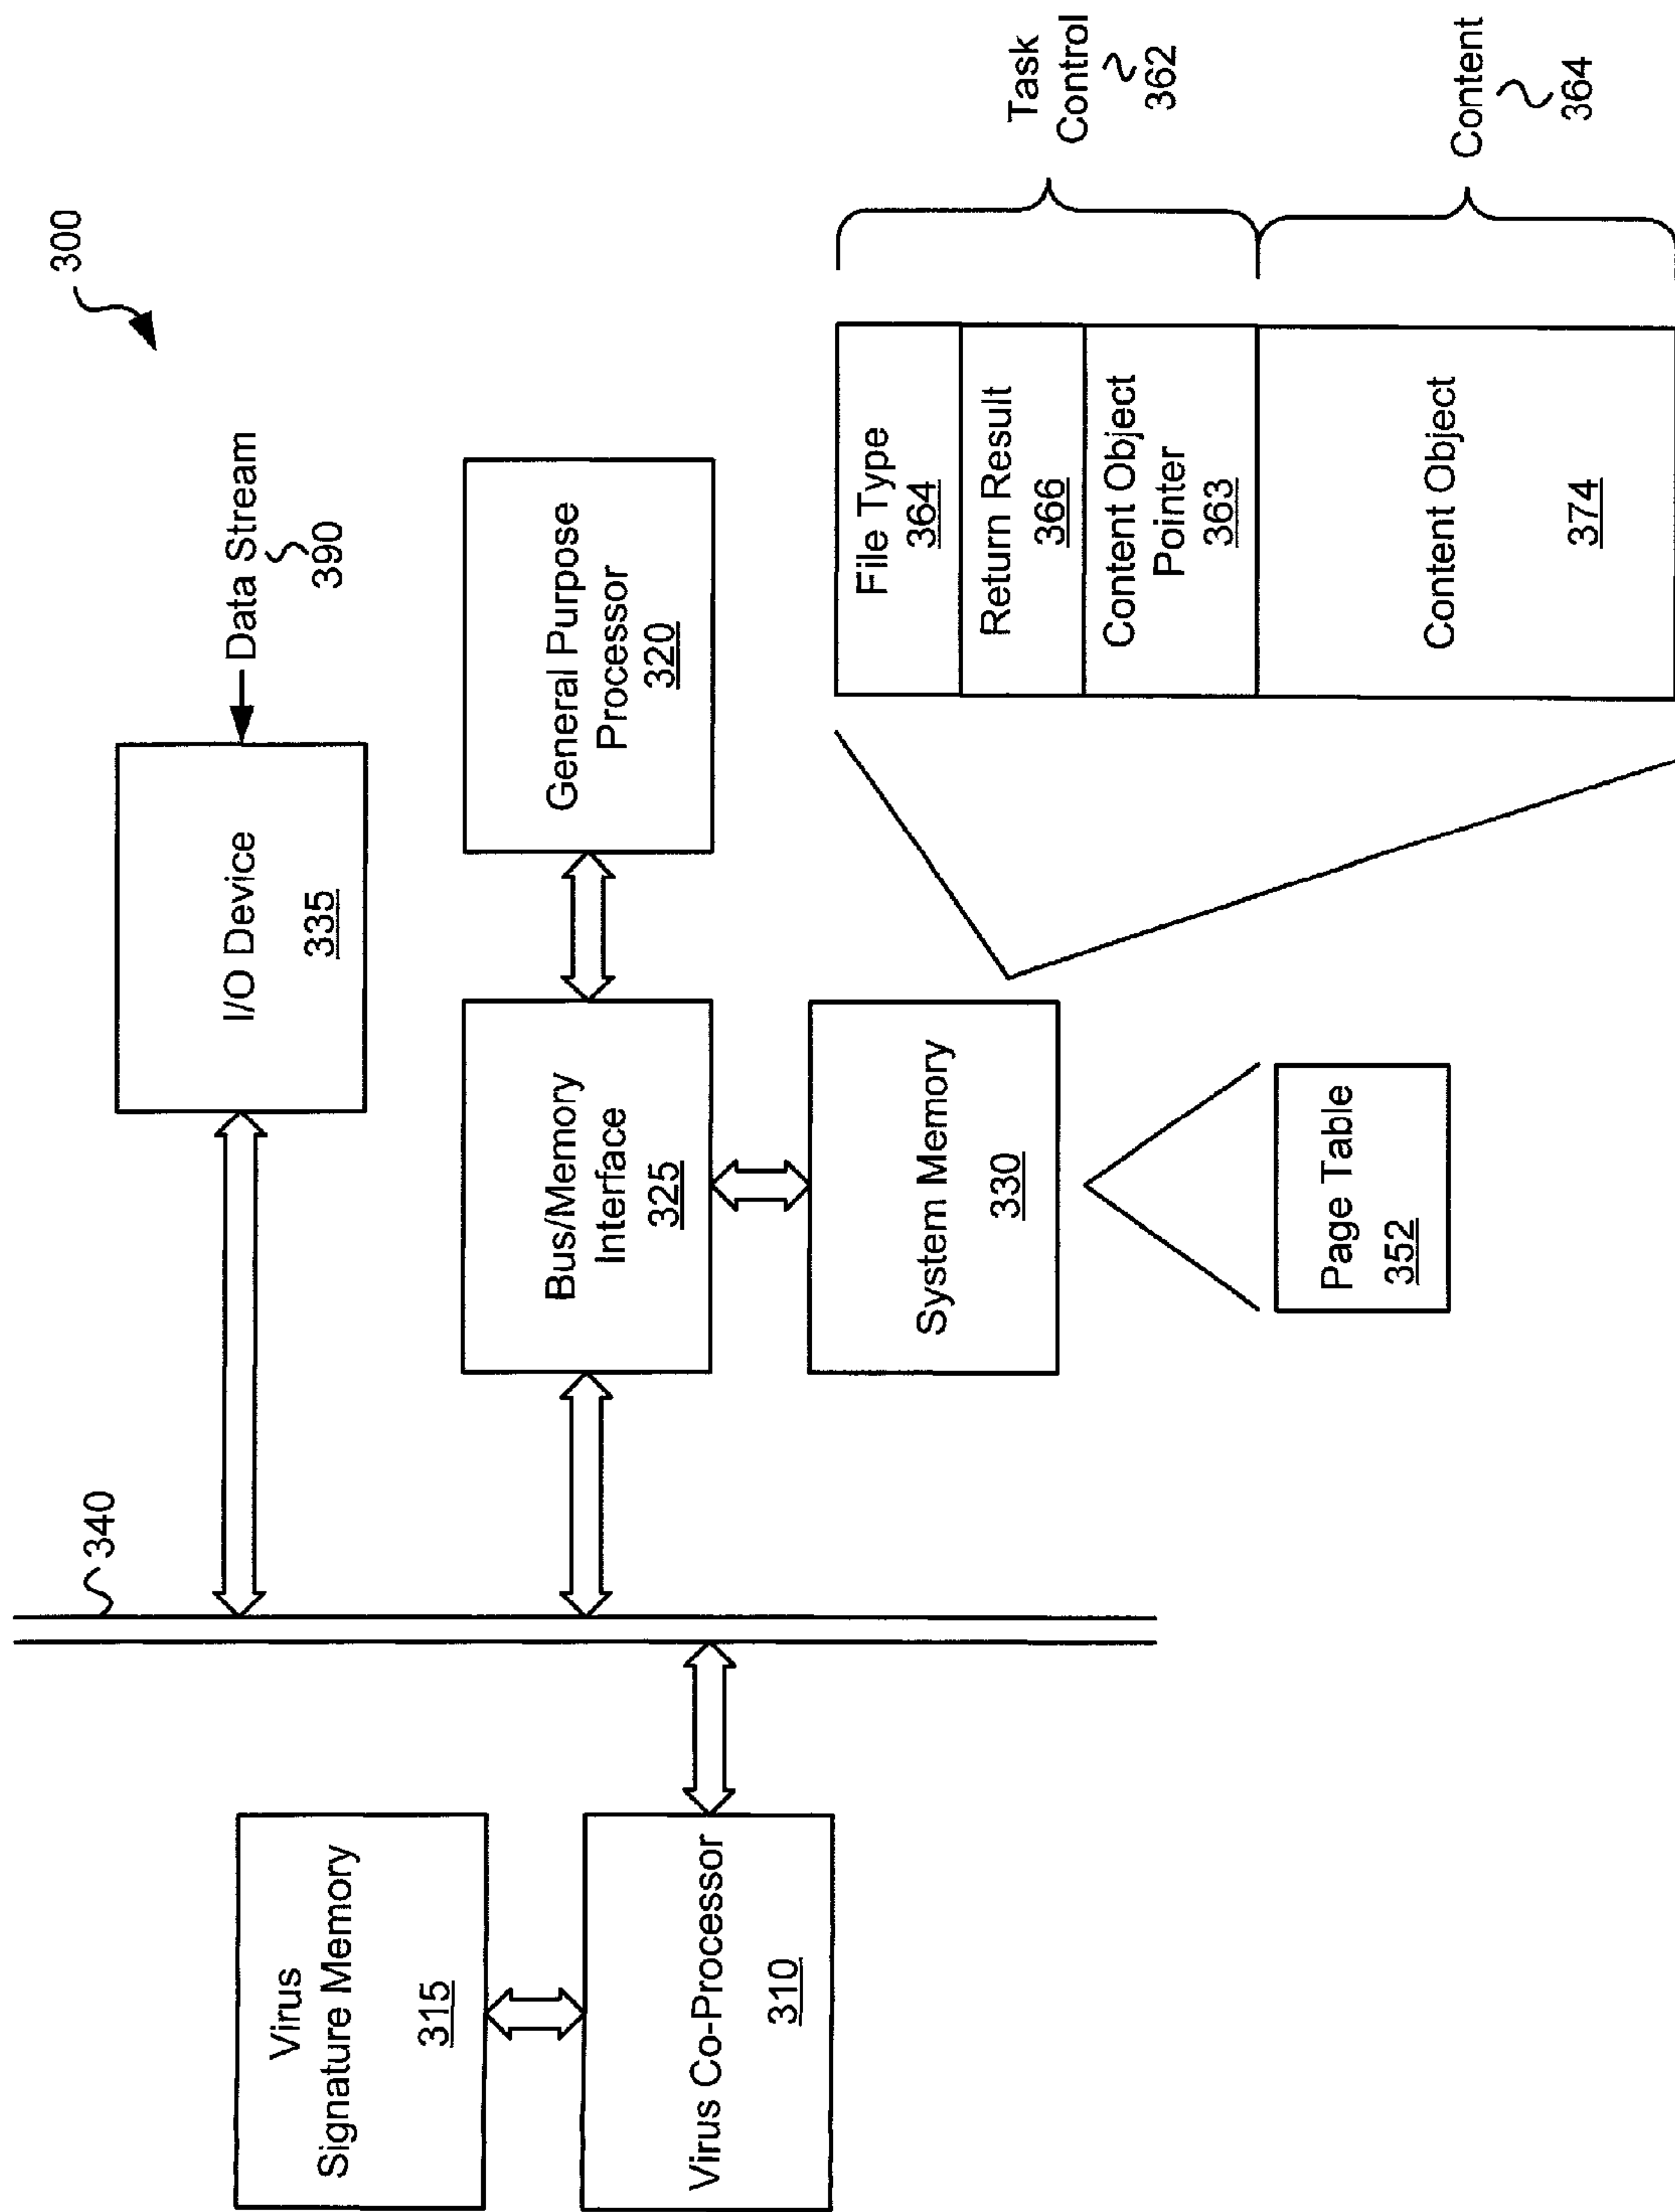 300
340
Data Stream
390
Virus
Signature Memory
315
I/O Device
335
Virus Co-Processor
310
Bus/Memory
Interface
325
General Purpose
Processor
320
System Memory
330
Page Table
352
File Type
364
Return Result
366
Content Object
Pointer
363
Content Object
374
Task
Control
362
Content
364